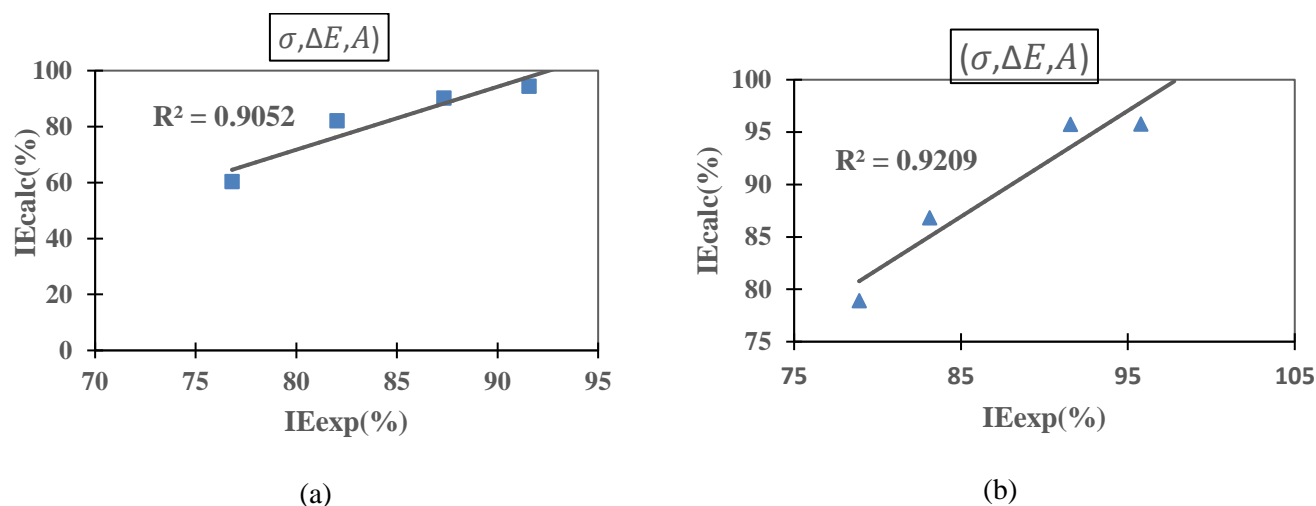 σ,ΔE,A)
100
80
60
40
20
0
R² = 0.9052
IEcalc(%)
70 75 80 85 90 95
IEexp(%)
(a)
(σ,ΔE,A)
100
95
90
85
80
75
R² = 0.9209
IEcalc(%)
75 85 95 105
IEexp(%)
(b)